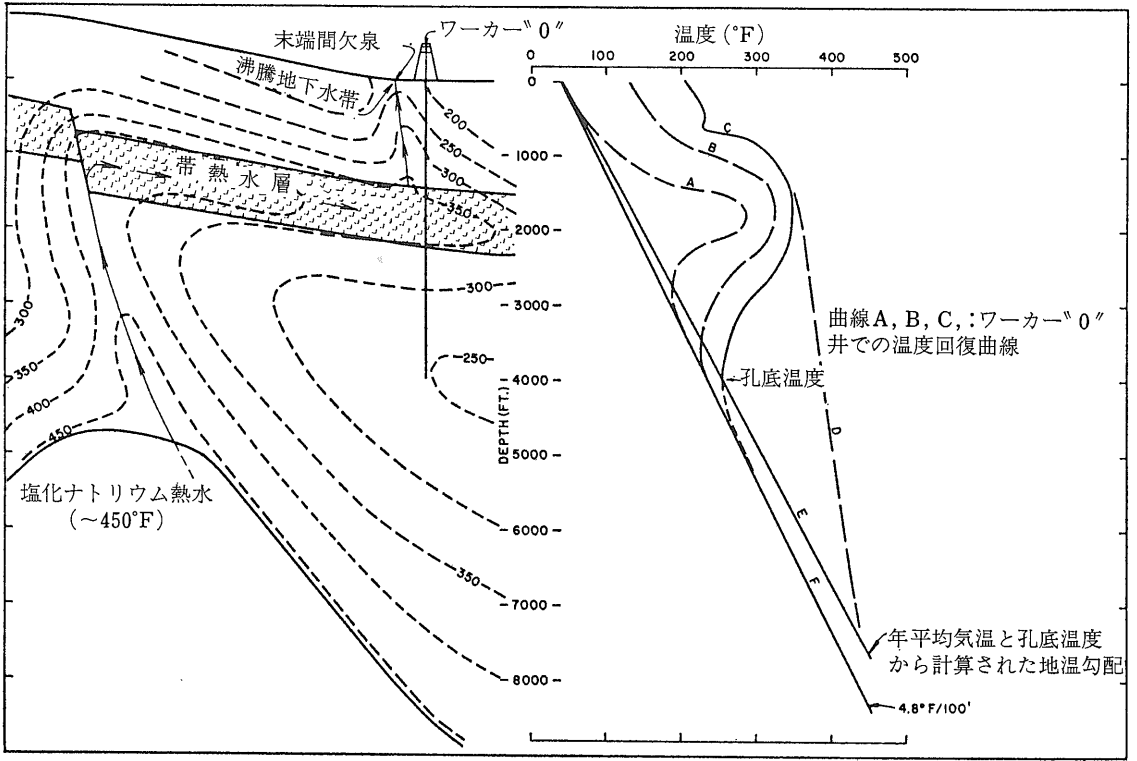 ワーカー〝0〟
末端間欠泉
沸騰地下水帯
帯熱水層
塩化ナトリウム熱水
(~450°F)
200
250
300
350
300
250
350
300
350
400
450
温度(°F)
0 100 200 300 400 500
0
1000
2000
3000
4000
5000
6000
7000
8000
DEPTH(FT.)
C
B
A
D
E
F
曲線A, B, C,:ワーカー〝0〟
井での温度回復曲線
孔底温度
年平均気温と孔底温度
から計算された地温勾配
4.8°F/100'